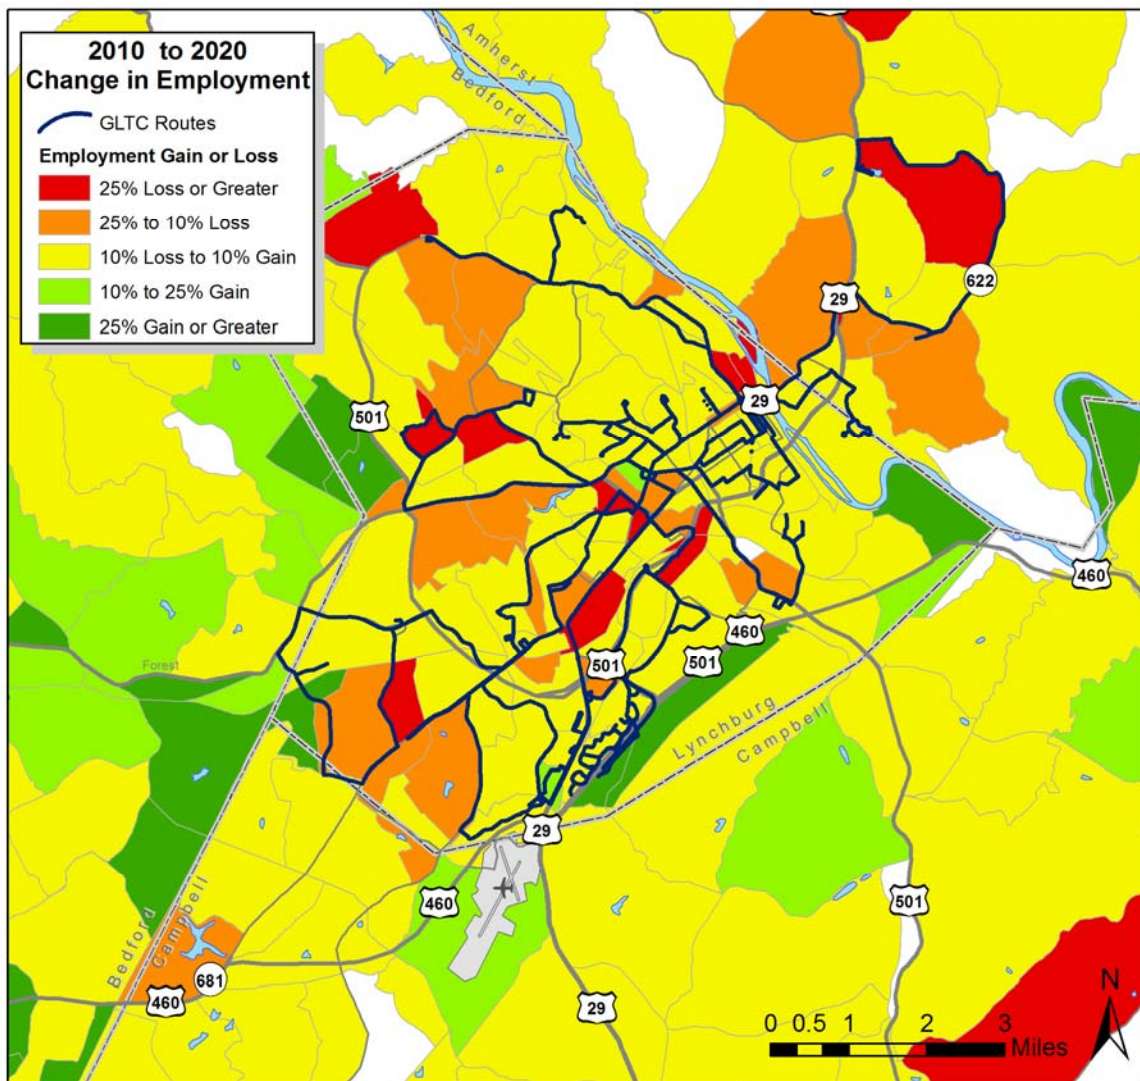 2010 to 2020
Change in Employment
GLTC Routes
Employment Gain or Loss
25% Loss or Greater
25% to 10% Loss
10% Loss to 10% Gain
10% to 25% Gain
25% Gain or Greater
Amherst
Bedford
622
29
501
29
460
Forest
460
501
501
Lynchburg
Campbell
29
460
501
Bedford
Campbell
681
460
29
N
0 0.5 1 2 3
Miles